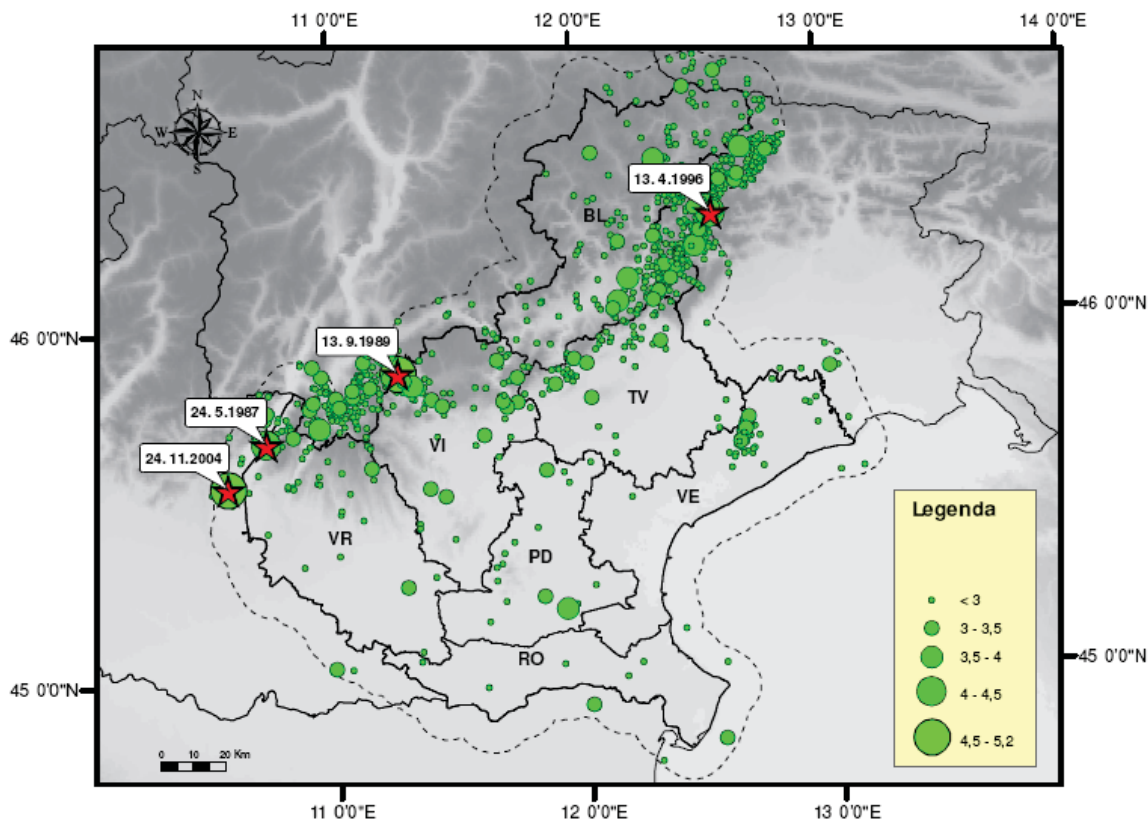 11 0'0"E
12 0'0"E
13 0'0"E
14 0'0"E
N
W
E
S
13. 4.1996
BL
46 0'0"N
46 0'0"N
13. 9.1989
24. 5.1987
24. 11.2004
TV
VI
VE
VR
PD
RO
Legenda
< 3
3 - 3,5
3,5 - 4
4 - 4,5
4,5 - 5,2
45 0'0"N
45 0'0"N
0 10 20 Km
11 0'0"E
12 0'0"E
13 0'0"E